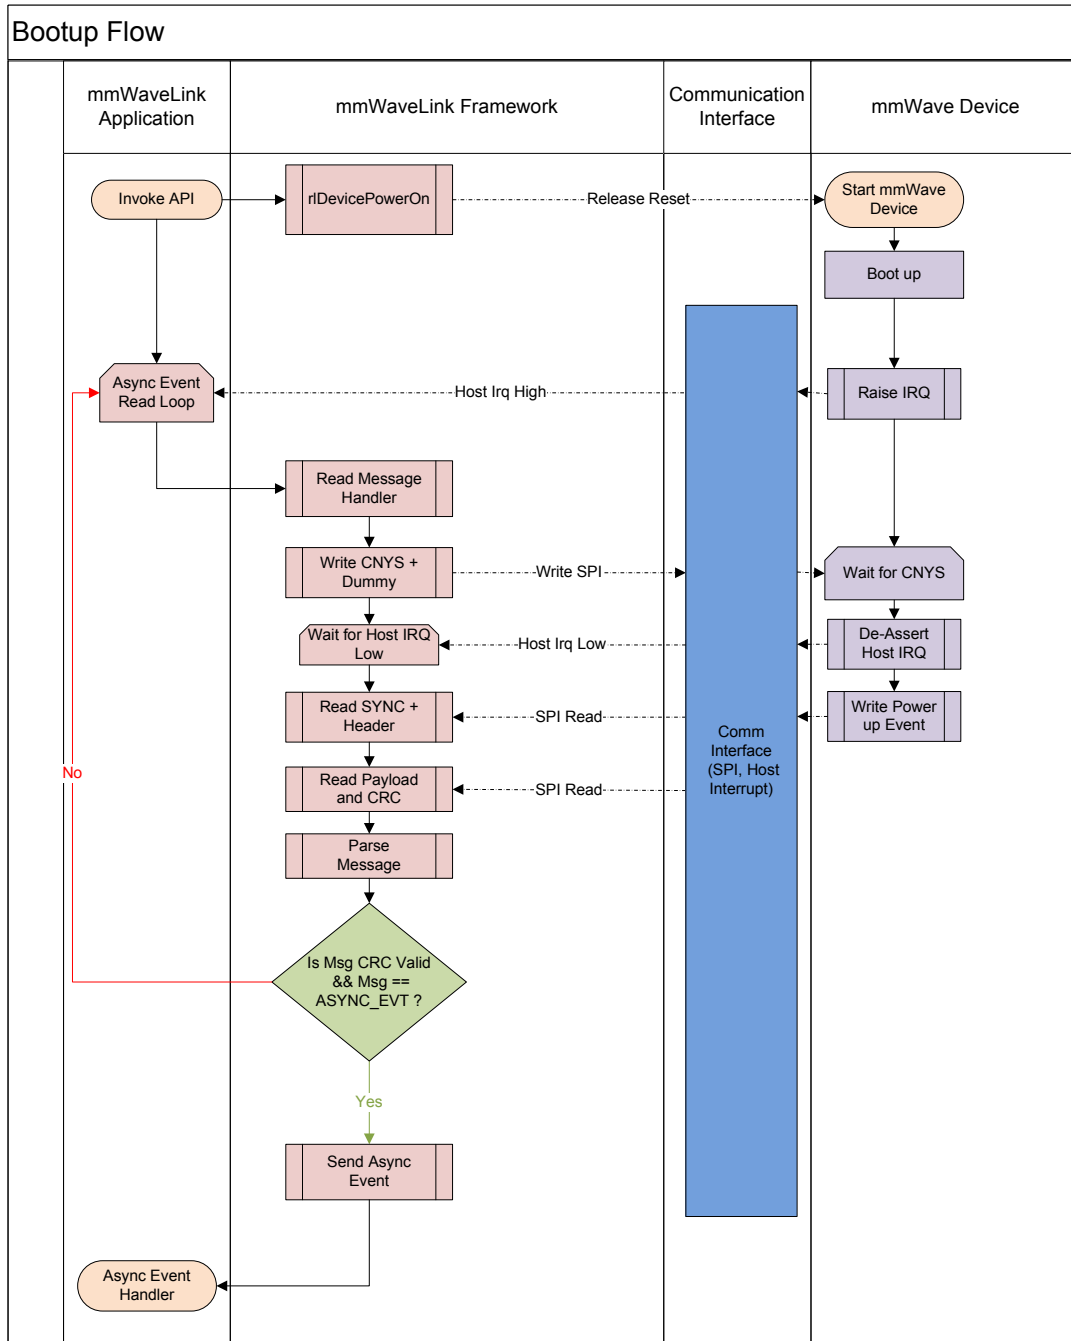 Bootup Flow
mmWaveLink
Application
mmWaveLink Framework
Communication
Interface
mmWave Device
Invoke API
rlDevicePowerOn
Release Reset
Start mmWave
Device
Boot up
Async Event
Read Loop
Host Irq High
Raise IRQ
Read Message
Handler
Write CNYS +
Dummy
Write SPI
Wait for CNYS
Wait for Host IRQ
Low
Host Irq Low
De-Assert
Host IRQ
Read SYNC +
Header
SPI Read
Write Power
up Event
Comm
Interface
(SPI, Host
Interrupt)
No
Read Payload
and CRC
SPI Read
Parse
Message
Is Msg CRC Valid
&& Msg ==
ASYNC_EVT ?
Yes
Send Async
Event
Async Event
Handler